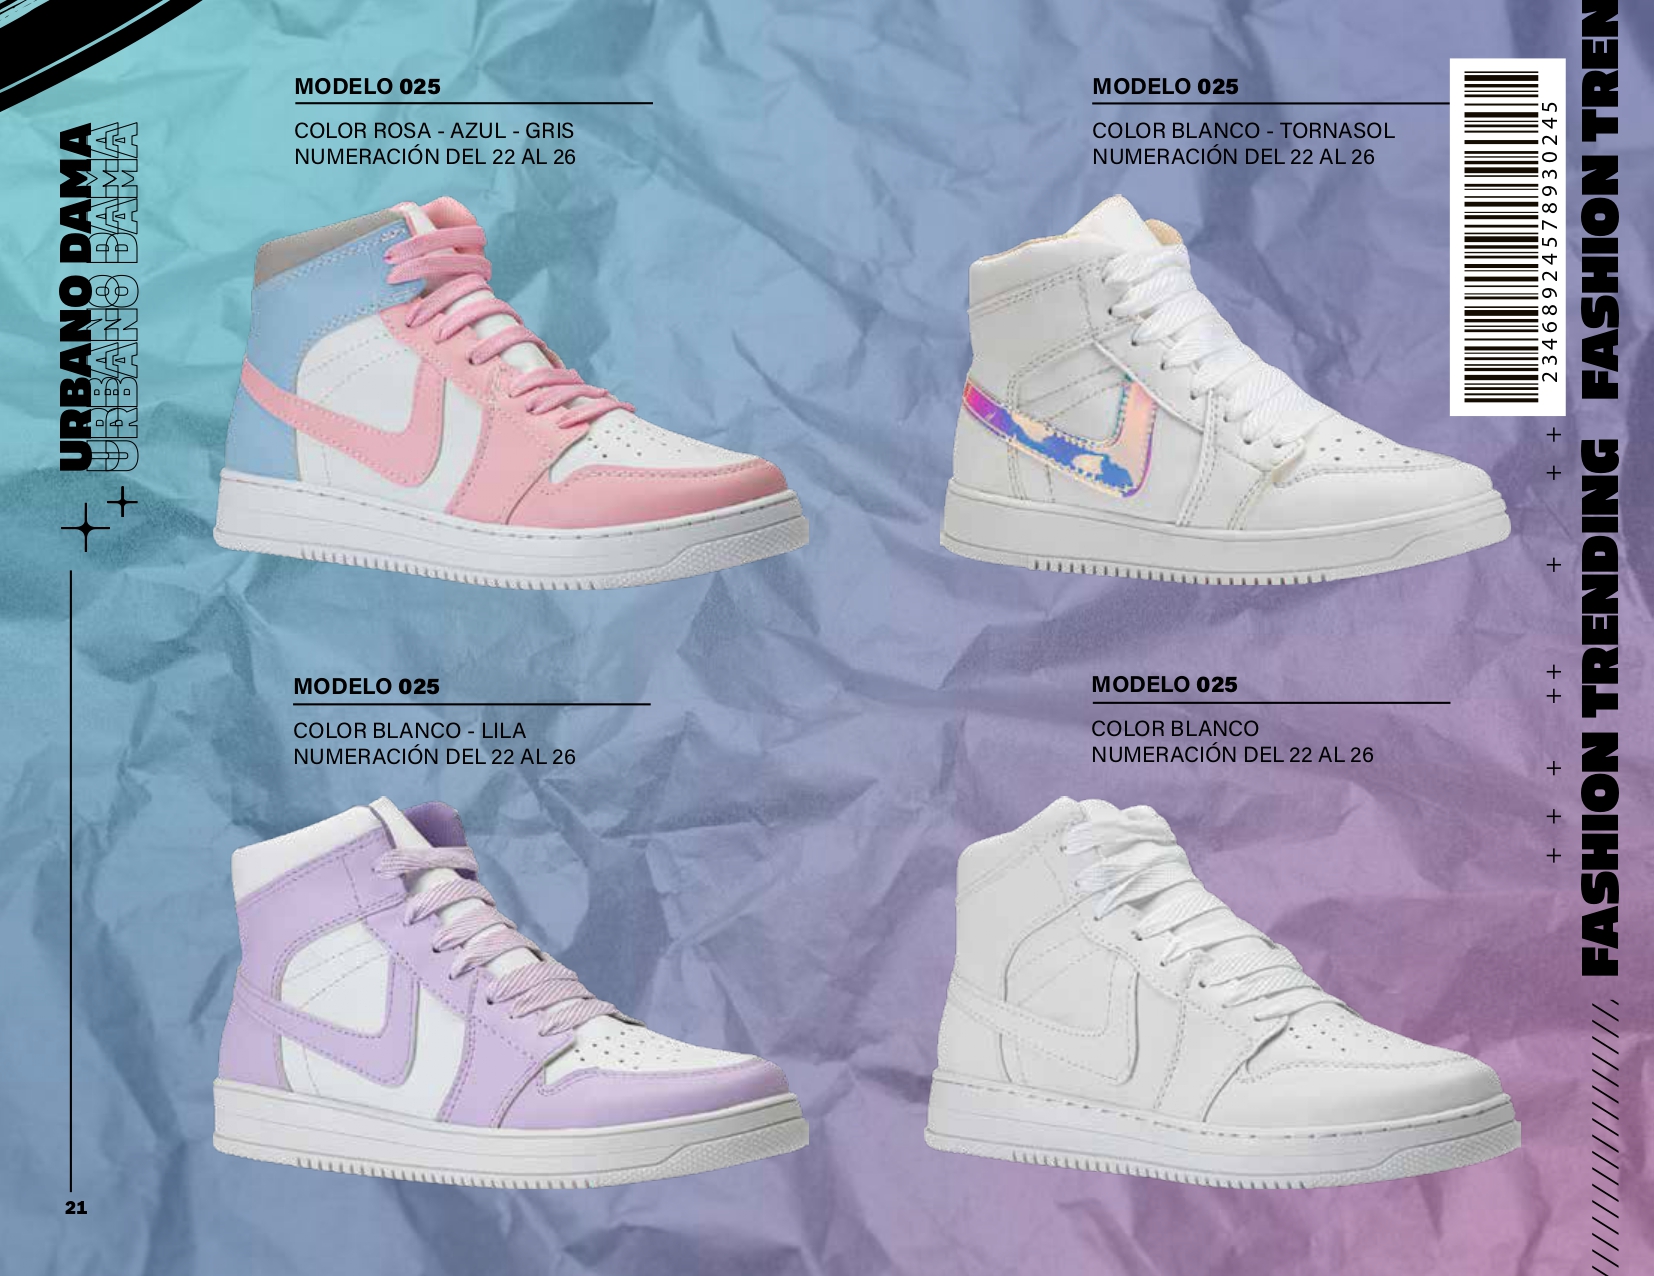 URBANO DAMA
URBANO DAMA
URBANO DAMA
MODELO 025
COLOR ROSA - AZUL - GRIS
NUMERACIÓN DEL 22 AL 26
MODELO 025
COLOR BLANCO - TORNASOL
NUMERACIÓN DEL 22 AL 26
MODELO 025
COLOR BLANCO - LILA
NUMERACIÓN DEL 22 AL 26
MODELO 025
COLOR BLANCO
NUMERACIÓN DEL 22 AL 26
23468924578930245
FASHION TRENDING FASHION TREN
21